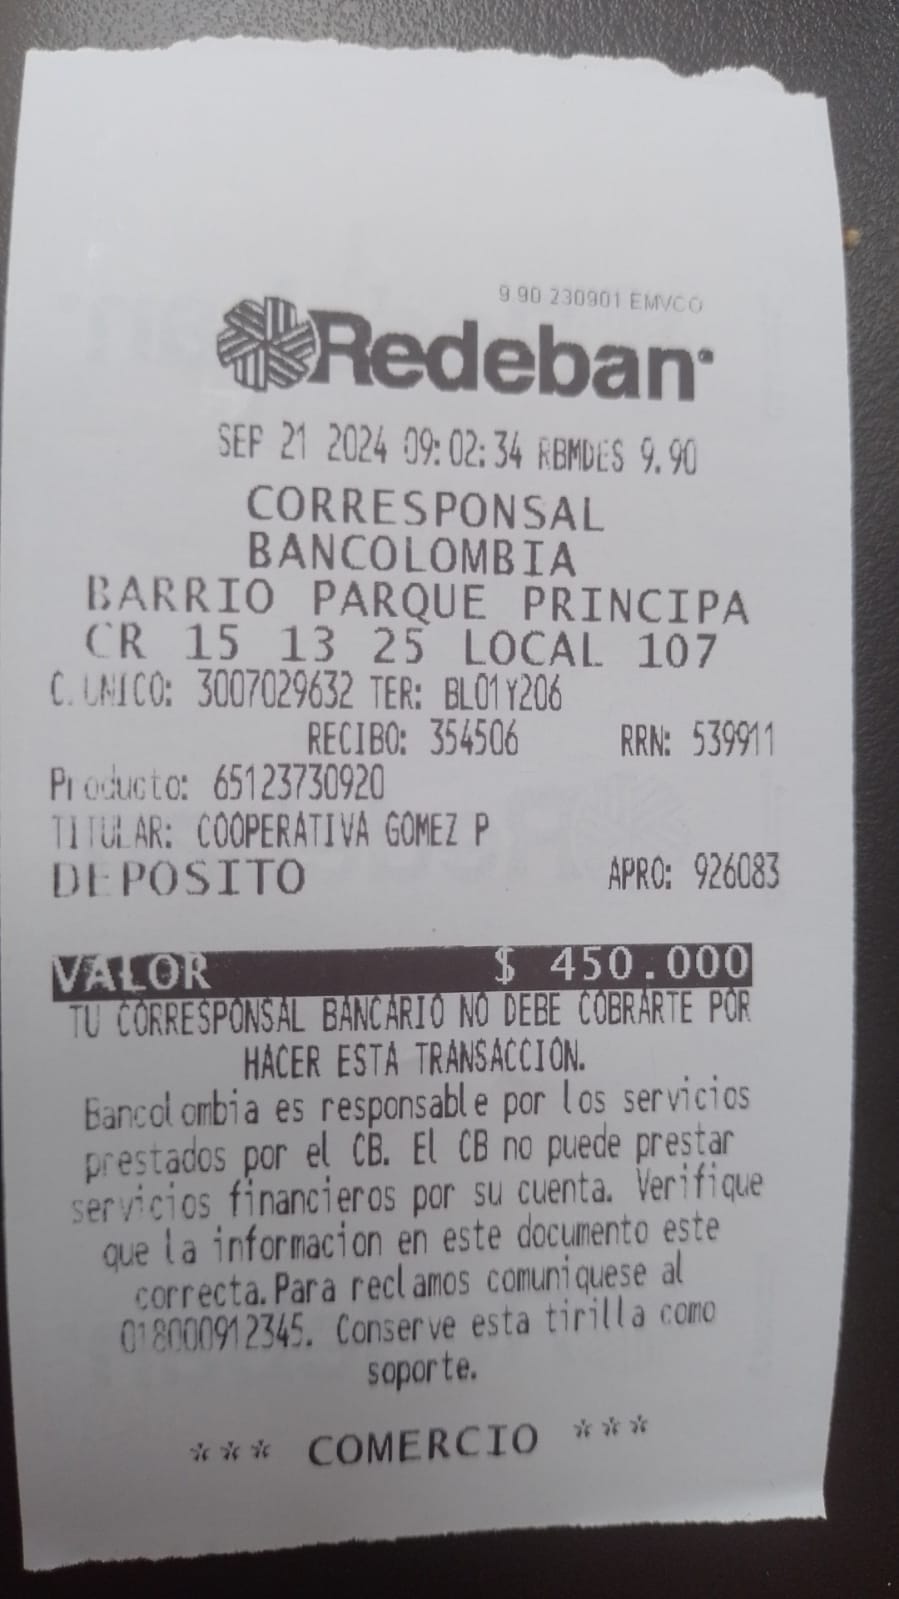 9.90 230901 EMVCO
Redeban
SEP 21 2024 09:02:34 RBMDES 9.90
CORRESPONSAL
BANCOLOMBIA
BARRIO PARQUE PRINCIPA
CR 15 13 25 LOCAL 107
C.UNICO: 3007029632 TER: BL01Y206
RECIBO: 354506 RRN: 539911
Producto: 65123730920
TITULAR: COOPERATIVA GOMEZ P
DEPOSITO APRO: 926083
VALOR $ 450.000
TU CORRESPONSAL BANCARIO NO DEBE COBRARTE POR
HACER ESTA TRANSACCION.
Bancolombia es responsable por los servicios
prestados por el CB. El CB no puede prestar
servicios financieros por su cuenta. Verifique
que la informacion en este documento este
correcta.Para reclamos comuniquese al
018000912345. Conserve esta tirilla como
soporte.
*** COMERCIO ***